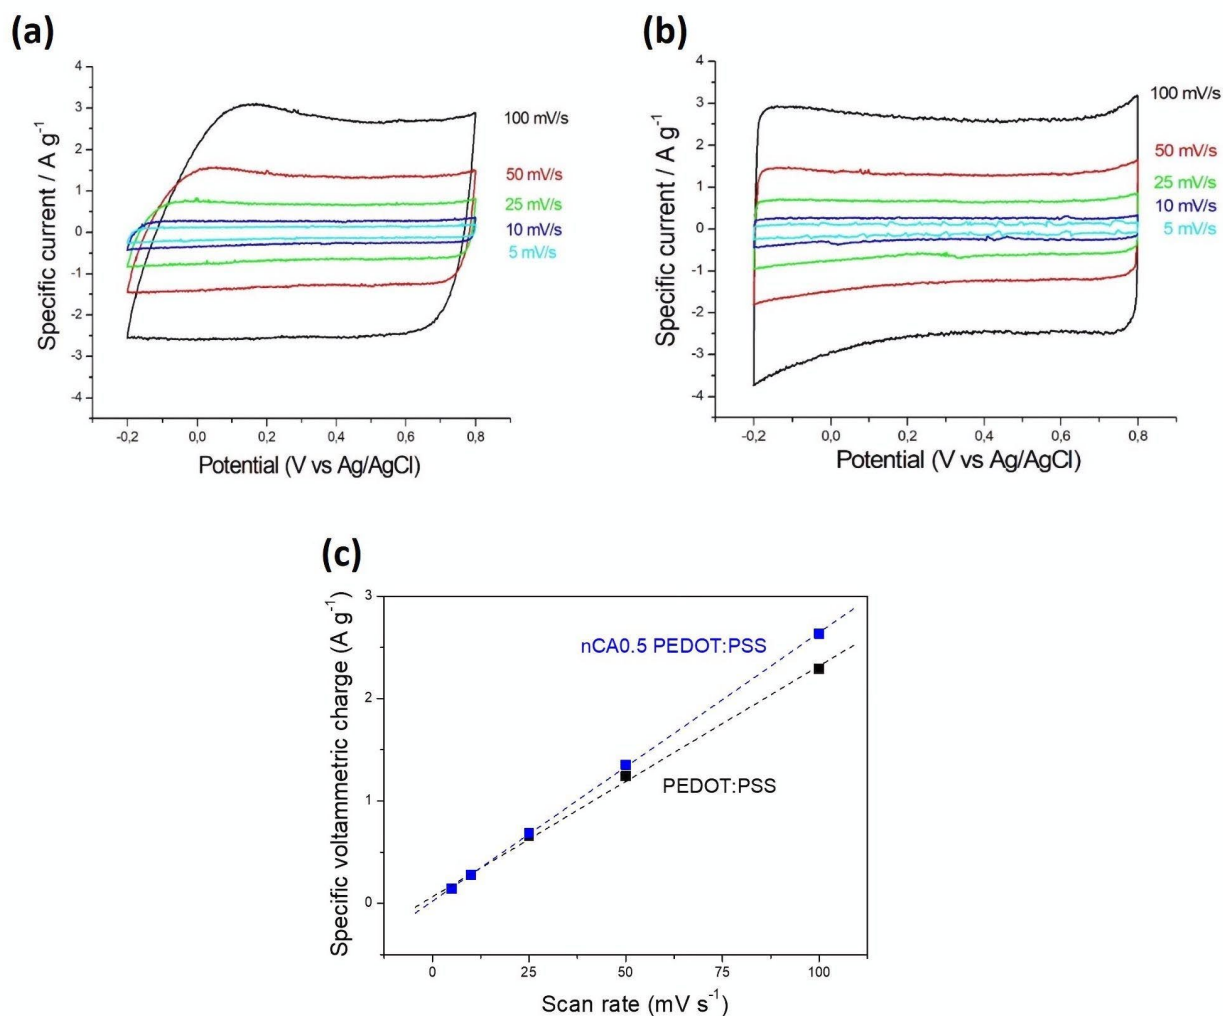 (a)
4
3
2
1
0
-1
-2
-3
-4
Specific current / A g-1
100 mV/s
50 mV/s
25 mV/s
10 mV/s
5 mV/s
-0,2 0,0 0,2 0,4 0,6 0,8
Potential (V vs Ag/AgCl)
(b)
4
3
2
1
0
-1
-2
-3
-4
Specific current / A g-1
100 mV/s
50 mV/s
25 mV/s
10 mV/s
5 mV/s
-0,2 0,0 0,2 0,4 0,6 0,8
Potential (V vs Ag/AgCl)
(c)
3
2
1
0
Specific voltammetric charge (A g-1)
nCA0.5 PEDOT:PSS
PEDOT:PSS
0 25 50 75 100
Scan rate (mV s-1)